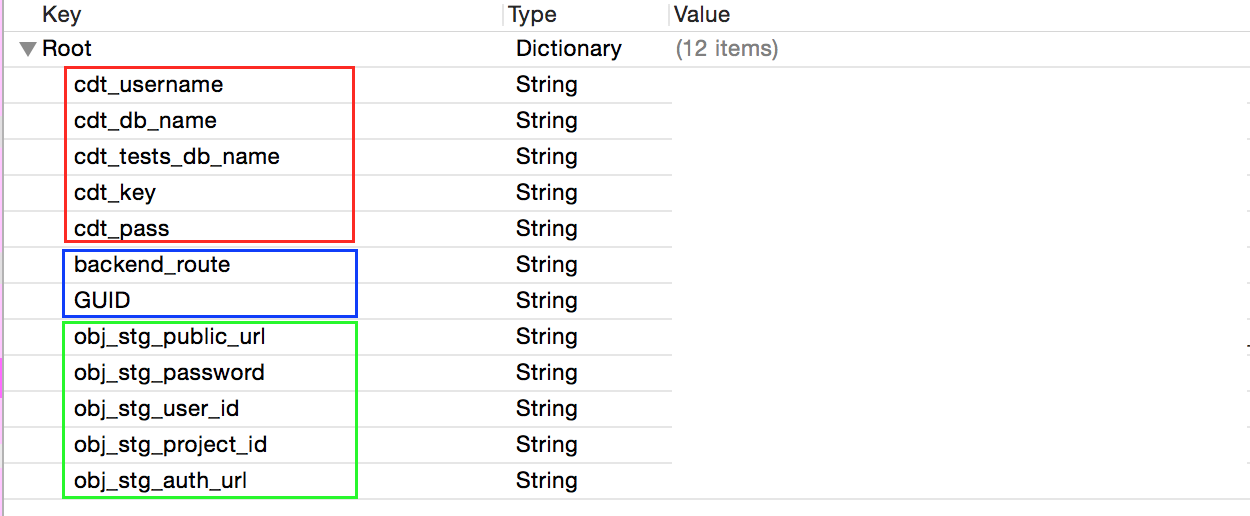 Key Type Value
Root Dictionary (12 items)
cdt_username String
cdt_db_name String
cdt_tests_db_name String
cdt_key String
cdt_pass String
backend_route String
GUID String
obj_stg_public_url String
obj_stg_password String
obj_stg_user_id String
obj_stg_project_id String
obj_stg_auth_url String